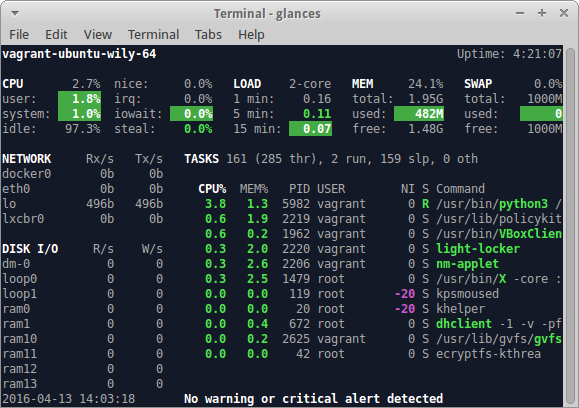 Terminal - glances
File Edit View Terminal Tabs Help
vagrant-ubuntu-wily-64 Uptime: 4:21:07
CPU 2.7% nice: 0.0% LOAD 2-core MEM 24.1% SWAP 0.0%
user: 1.8% irq: 0.0% 1 min: 0.16 total: 1.95G total: 1000M
system: 1.0% iowait: 0.0% 5 min: 0.11 used: 482M used: 0
idle: 97.3% steal: 0.0% 15 min: 0.07 free: 1.48G free: 1000M
NETWORK Rx/s Tx/s TASKS 161 (285 thr), 2 run, 159 slp, 0 oth
docker0 0b 0b
eth0 0b 0b CPU% MEM% PID USER NI S Command
lo 496b 496b 3.8 1.3 5982 vagrant 0 R /usr/bin/python3 /
lxcbr0 0b 0b 0.6 1.9 2219 vagrant 0 S /usr/lib/policykit
0.6 0.2 1962 vagrant 0 S /usr/bin/VBoxClien
DISK I/O R/s W/s 0.3 2.0 2220 vagrant 0 S light-locker
dm-0 0 0 0.3 2.6 2206 vagrant 0 S nm-applet
loop0 0 0 0.3 2.5 1479 root 0 S /usr/bin/X -core :
loop1 0 0 0.0 0.0 119 root -20 S kpsmoused
ram0 0 0 0.0 0.0 20 root -20 S khelper
ram1 0 0 0.0 0.4 672 root 0 S dhclient -1 -v -pf
ram10 0 0 0.0 0.2 2625 vagrant 0 S /usr/lib/gvfs/gvfs
ram11 0 0 0.0 0.0 42 root 0 S ecryptfs-kthrea
ram12 0 0
ram13 0 0
2016-04-13 14:03:18 No warning or critical alert detected